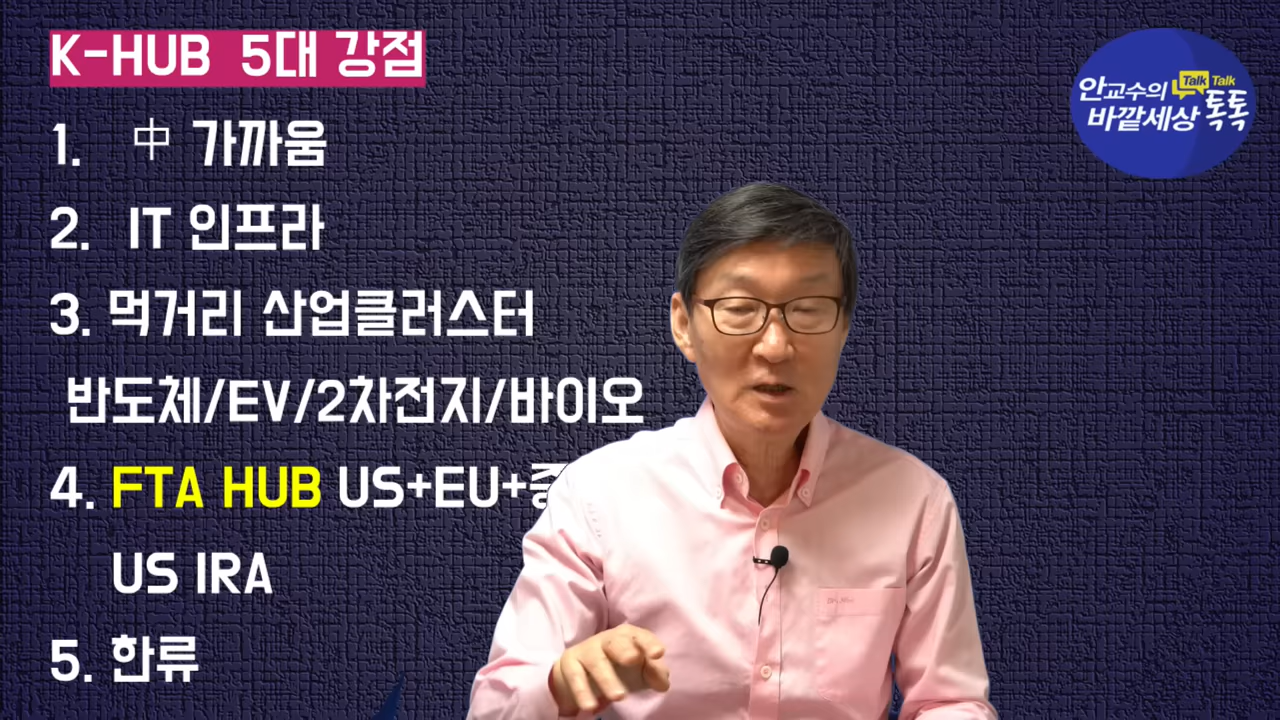 K-HUB 5대 강점
안교수의 Talk Talk
바깥세상 톡톡
1. 中 가까움
2. IT 인프라
3. 먹거리 산업클러스터
반도체/EV/2차전지/바이오
4. FTA HUB US+EU+
US IRA
5. 한류